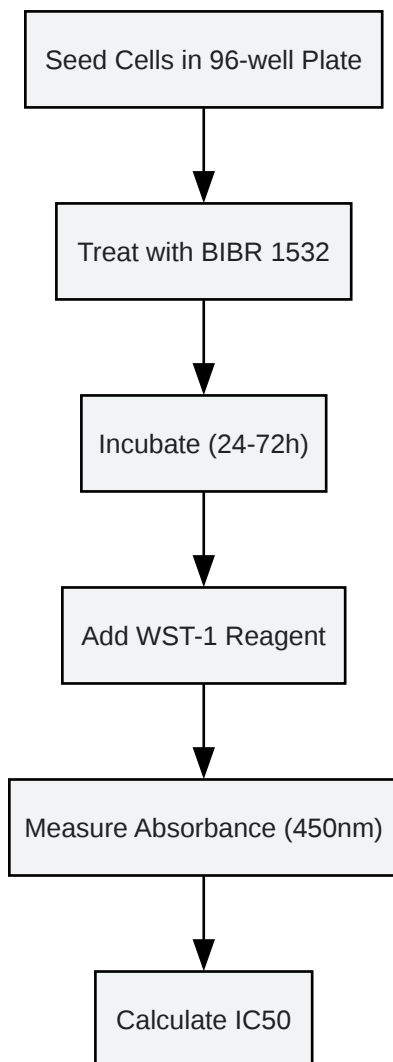 Seed Cells in 96-well Plate
Treat with BIBR 1532
Incubate (24-72h)
Add WST-1 Reagent
Measure Absorbance (450nm)
Calculate IC50